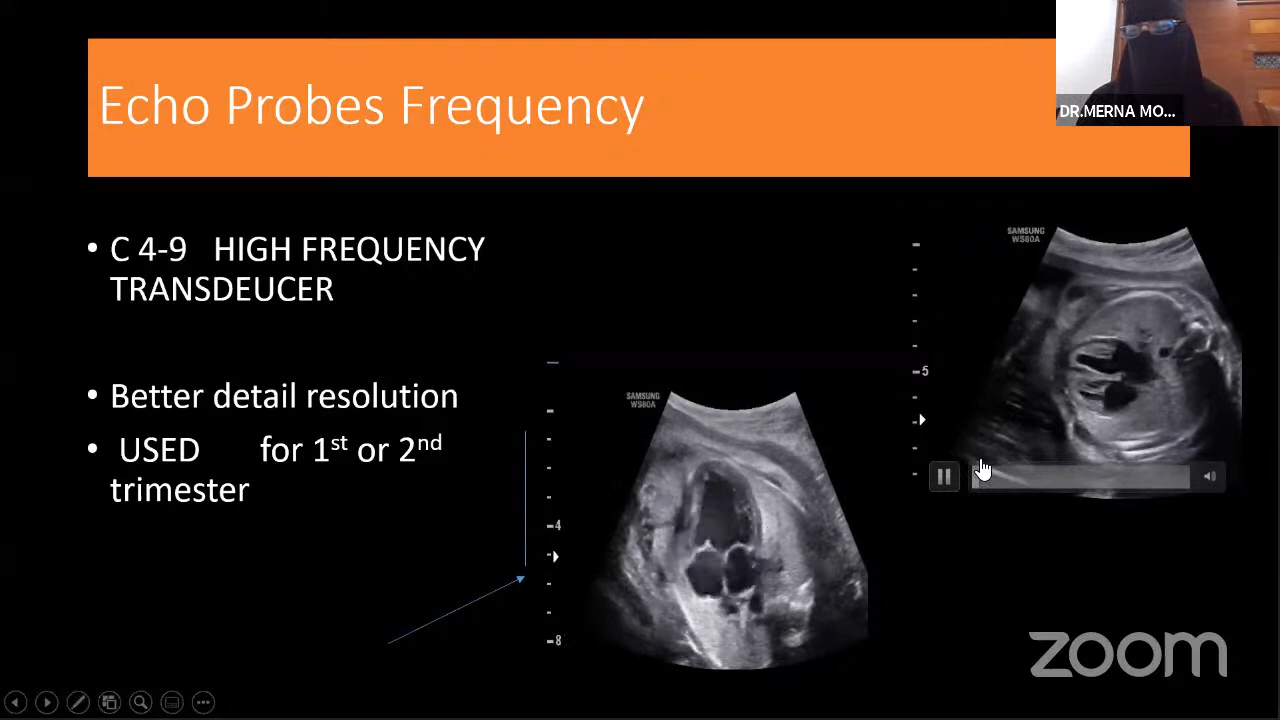 Echo Probes Frequency
DR.MERNA MO...
• C 4-9 HIGH FREQUENCY
TRANSDEUCER
• Better detail resolution
• USED for 1st or 2nd
trimester
SAMSUNG
WS80A
4
8
SAMSUNG
WS80A
5
zoom